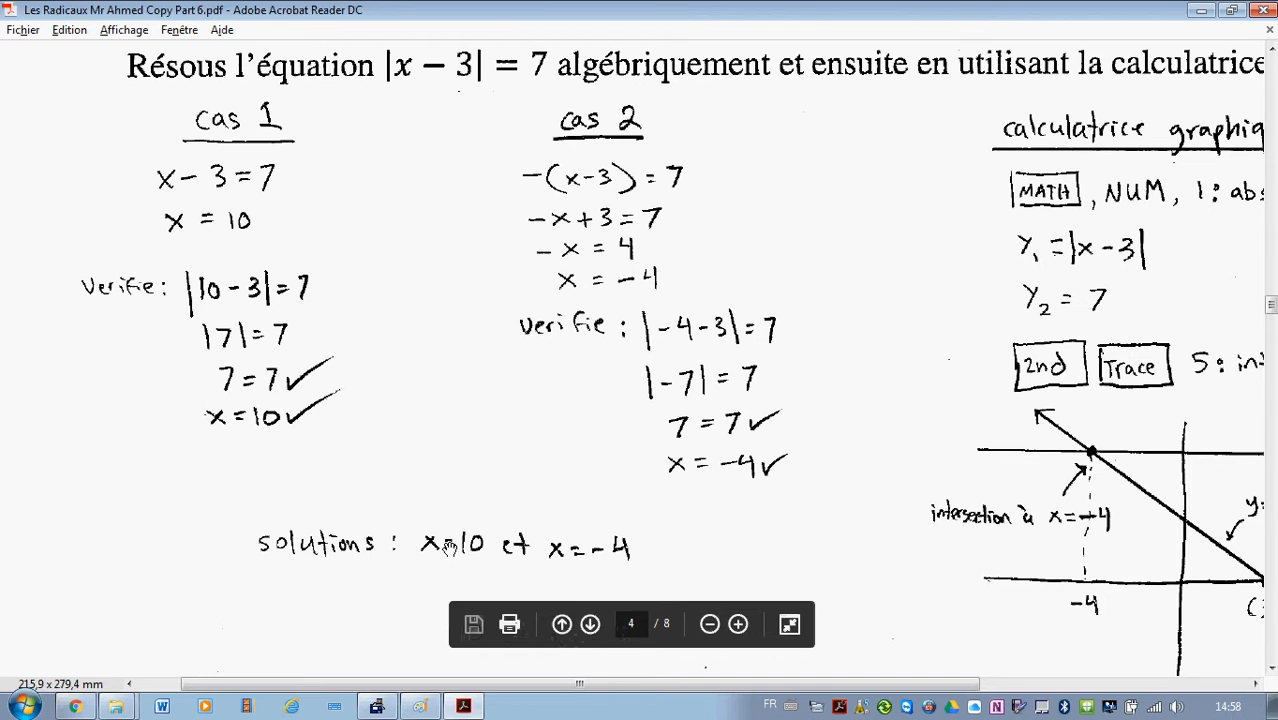 Les Radicaux Mr Ahmed Copy Part 6.pdf - Adobe Acrobat Reader DC
Fichier Edition Affichage Fenêtre Aide
Résous l'équation |x − 3| = 7 algébriquement et ensuite en utilisant la calculatrice
cas 1
x - 3 = 7
x = 10
verifie: |10 - 3| = 7
|7| = 7
7 = 7 ✓
x = 10 ✓
cas 2
-(x-3) = 7
-x + 3 = 7
-x = 4
x = -4
verifie : |-4-3| = 7
|-7| = 7
7 = 7 ✓
x = -4 ✓
solutions : x=10 et x = -4
calculatrice graphiq
MATH, NUM, 1: abs
Y₁ = |x - 3|
Y₂ = 7
2nd Trace 5: in
intersection à x = -4
y=
-4
(
4 / 8
215,9 x 279,4 mm
FR
14:58